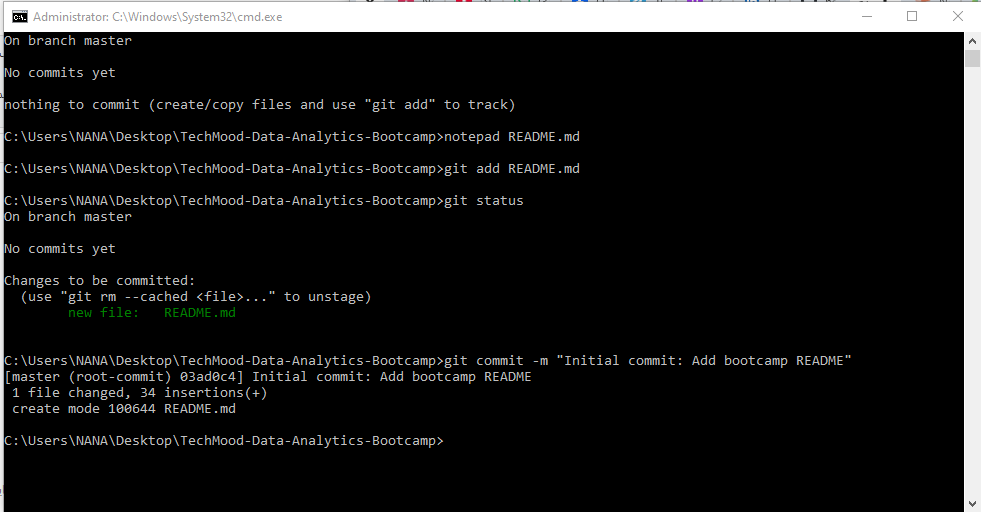 Administrator: C:\Windows\System32\cmd.exe
On branch master
No commits yet
nothing to commit (create/copy files and use "git add" to track)
C:\Users\NANA\Desktop\TechMood-Data-Analytics-Bootcamp>notepad README.md
C:\Users\NANA\Desktop\TechMood-Data-Analytics-Bootcamp>git add README.md
C:\Users\NANA\Desktop\TechMood-Data-Analytics-Bootcamp>git status
On branch master
No commits yet
Changes to be committed:
  (use "git rm --cached <file>..." to unstage)
        new file:   README.md
C:\Users\NANA\Desktop\TechMood-Data-Analytics-Bootcamp>git commit -m "Initial commit: Add bootcamp README"
[master (root-commit) 03ad0c4] Initial commit: Add bootcamp README
 1 file changed, 34 insertions(+)
 create mode 100644 README.md
C:\Users\NANA\Desktop\TechMood-Data-Analytics-Bootcamp>